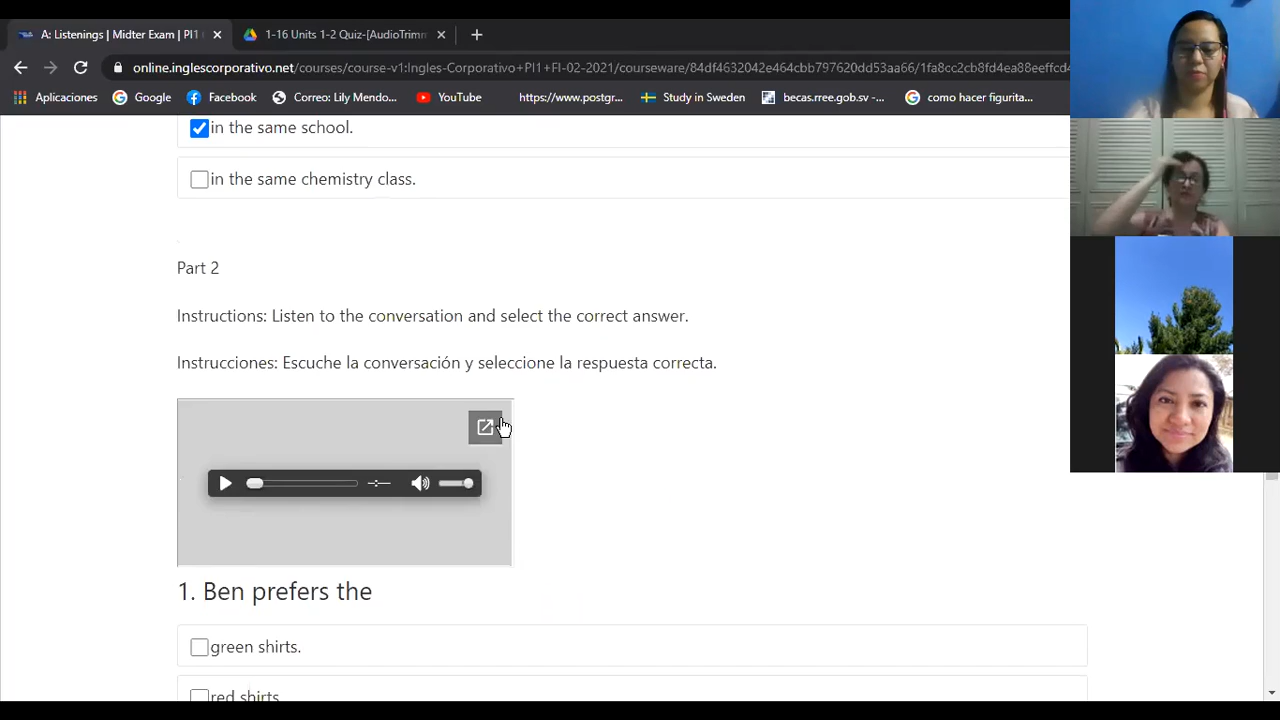 A: Listenings | Midter Exam | PI1
1-16 Units 1-2 Quiz-[AudioTrimm
online.inglescorporativo.net/courses/course-v1:Ingles-Corporativo+PI1+FI-02-2021/courseware/84df4632042e464cbb797620dd53aa66/1fa8cc2cb8fd4ea88eeffcd4
Aplicaciones
Google
Facebook
Correo: Lily Mendo...
YouTube
https://www.postgr...
Study in Sweden
becas.rree.gob.sv -...
como hacer figurita...
in the same school.
in the same chemistry class.
Part 2
Instructions: Listen to the conversation and select the correct answer.
Instrucciones: Escuche la conversación y seleccione la respuesta correcta.
1. Ben prefers the
green shirts.
red shirts